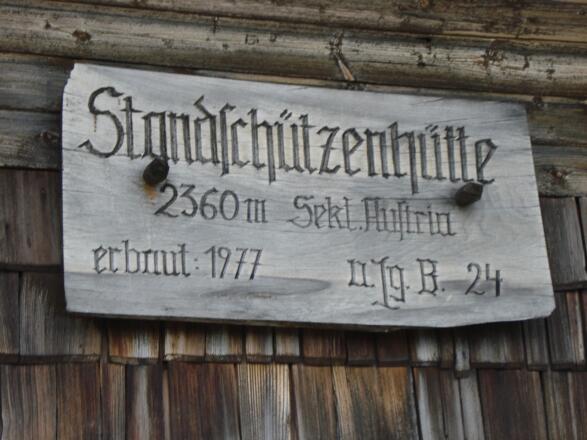 Standschützenhütte
2360 m Sekt. Austria
erbaut: 1977 v. Jg. B. 24